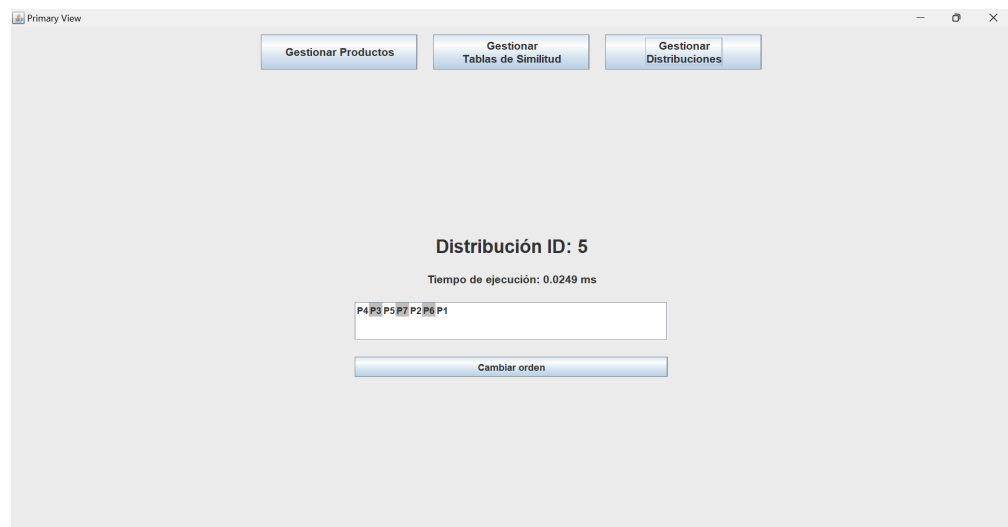 Primary View
Gestionar Productos
Gestionar
Tablas de Similitud
Gestionar
Distribuciones
Distribución ID: 5
Tiempo de ejecución: 0.0249 ms
P4 P3 P5 P7 P2 P6 P1
Cambiar orden